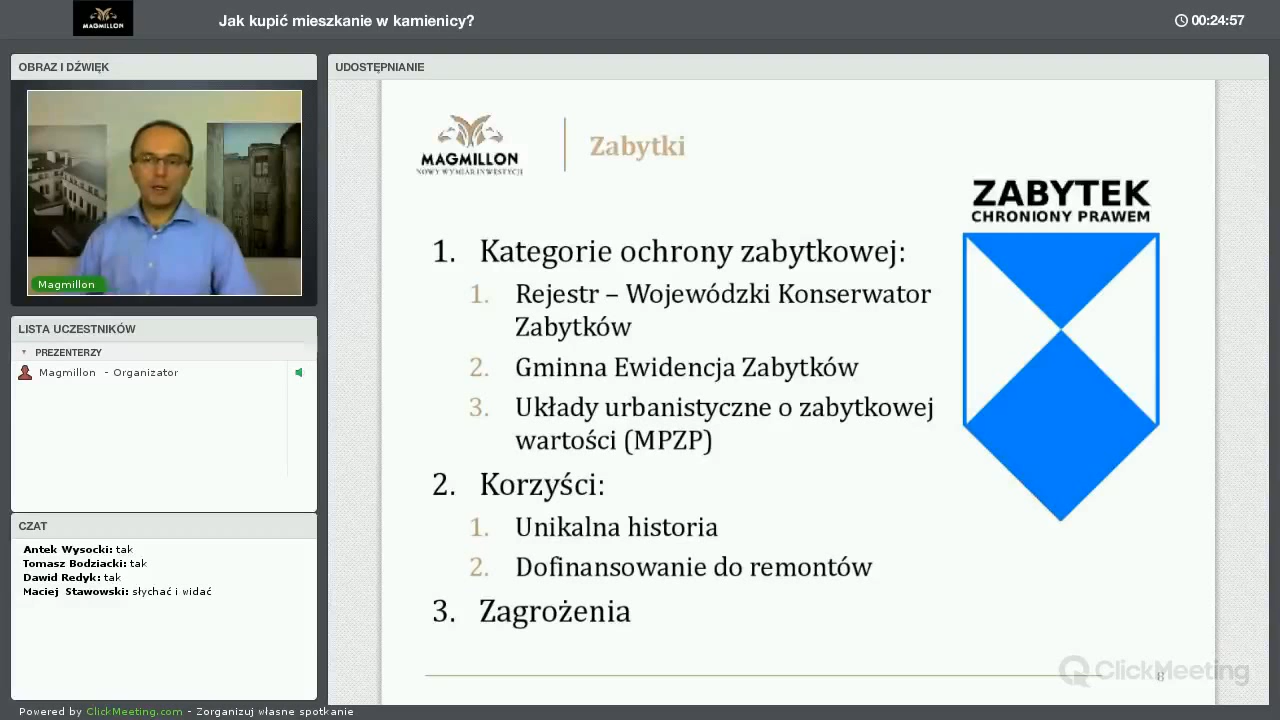 MAGMILLON
Jak kupić mieszkanie w kamienicy?
00:24:57
OBRAZ I DŹWIĘK
Magmillon
LISTA UCZESTNIKÓW
PREZENTERZY
Magmillon - Organizator
CZAT
Antek Wysocki: tak
Tomasz Bodziacki: tak
Dawid Redyk: tak
Maciej Stawowski: słychać i widać
UDOSTĘPNIANIE
MAGMILLON
NOWY WYMIAR INWESTYCJI
Zabytki
ZABYTEK
CHRONIONY PRAWEM
1. Kategorie ochrony zabytkowej:
1. Rejestr – Wojewódzki Konserwator
Zabytków
2. Gminna Ewidencja Zabytków
3. Układy urbanistyczne o zabytkowej
wartości (MPZP)
2. Korzyści:
1. Unikalna historia
2. Dofinansowanie do remontów
3. Zagrożenia
ClickMeeting
8
Powered by ClickMeeting.com - Zorganizuj własne spotkanie